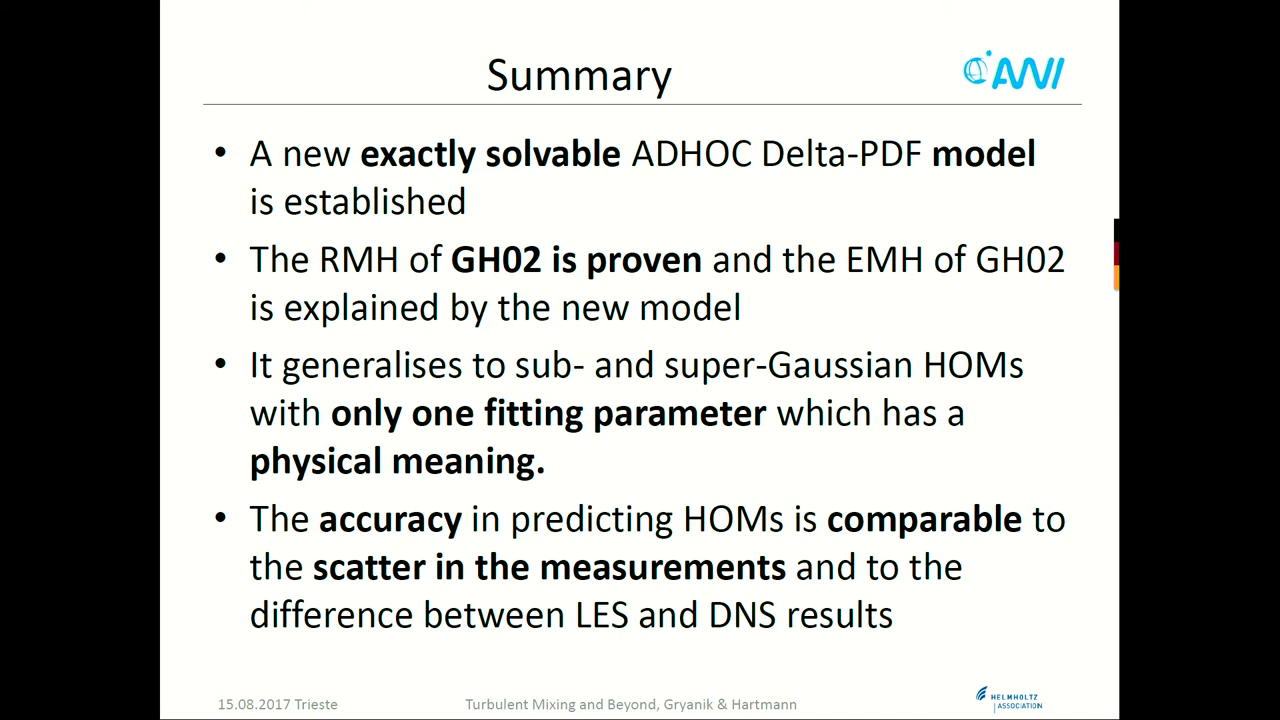 Summary
AWI
• A new exactly solvable ADHOC Delta-PDF model
is established
• The RMH of GH02 is proven and the EMH of GH02
is explained by the new model
• It generalises to sub- and super-Gaussian HOMs
with only one fitting parameter which has a
physical meaning.
• The accuracy in predicting HOMs is comparable to
the scatter in the measurements and to the
difference between LES and DNS results
15.08.2017 Trieste
Turbulent Mixing and Beyond, Gryanik & Hartmann
HELMHOLTZ
ASSOCIATION